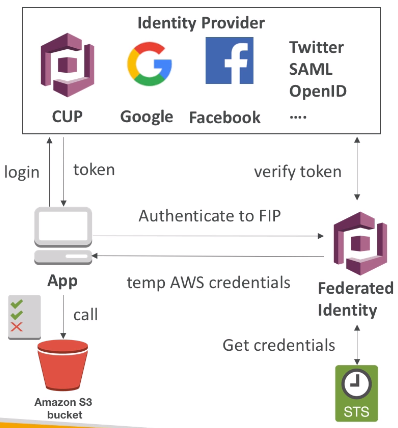 Identity Provider
CUP
Google
Facebook
Twitter
SAML
OpenID
....
login
token
verify token
Authenticate to FIP
App
temp AWS credentials
Federated
Identity
call
Get credentials
Amazon S3
bucket
STS